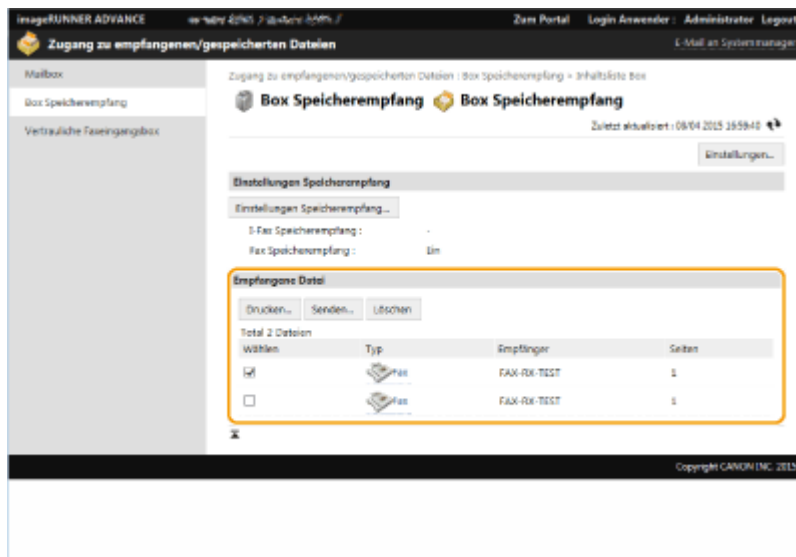 imageRUNNER ADVANCE Zum Portal Login Anwender : Administrator Logout
Zugang zu empfangenen/gespeicherten Dateien E-Mail an Systemmanager
Mailbox
Box Speicherempfang
Vertrauliche Faxeingangsbox
Zugang zu empfangenen/gespeicherten Dateien : Box Speicherempfang > Inhaltsliste Box
Box Speicherempfang Box Speicherempfang
Zuletzt aktualisiert : 08/04 2015 16:59:40
Einstellungen...
Einstellungen Speicherempfang
Einstellungen Speicherempfang...
I-Fax Speicherempfang : -
Fax Speicherempfang : Ein
Empfangene Datei
Drucken... Senden... Löschen
Total 2 Dateien
Wählen Typ Empfänger Seiten
Fax FAX-RX-TEST 1
Fax FAX-RX-TEST 1
Copyright CANON INC. 2015